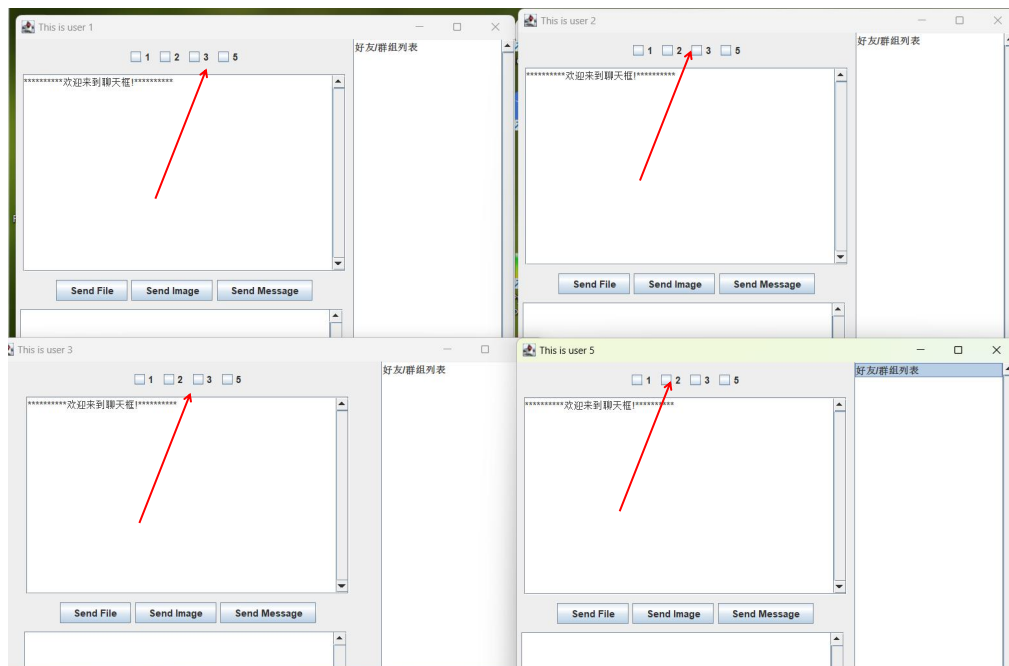 This is user 1
1 2 3 5
好友/群组列表
**********欢迎来到聊天框!**********
Send File Send Image Send Message
This is user 2
1 2 3 5
好友/群组列表
**********欢迎来到聊天框!**********
Send File Send Image Send Message
This is user 3
1 2 3 5
好友/群组列表
**********欢迎来到聊天框!**********
Send File Send Image Send Message
This is user 5
1 2 3 5
好友/群组列表
**********欢迎来到聊天框!**********
Send File Send Image Send Message